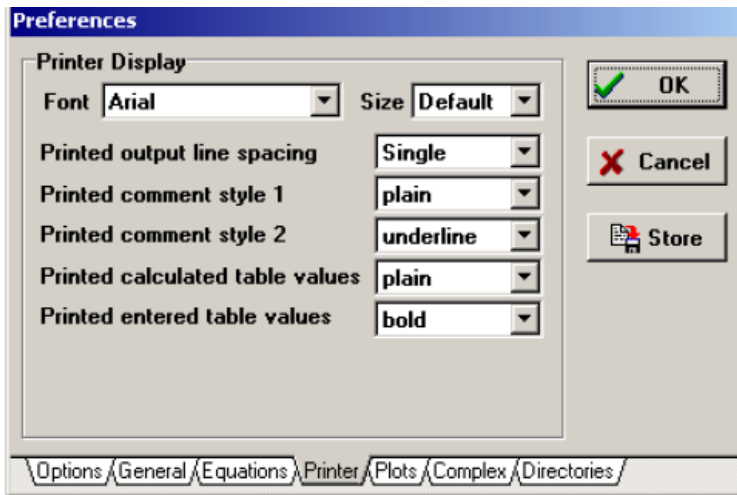 Preferences
Printer Display
Font Arial Size Default
OK
Printed output line spacing Single
Cancel
Printed comment style 1 plain
Printed comment style 2 underline
Store
Printed calculated table values plain
Printed entered table values bold
Options General Equations Printer Plots Complex Directories